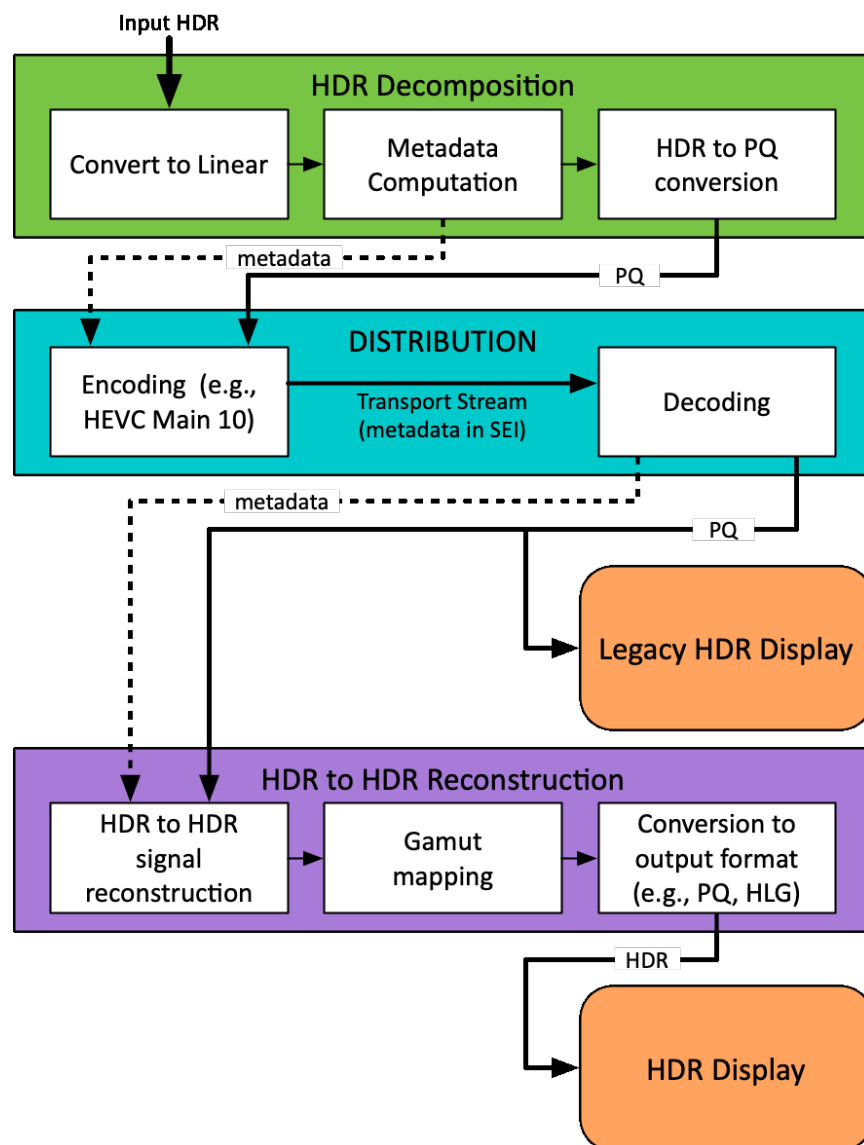 Input HDR
HDR Decomposition
Convert to Linear
Metadata
Computation
HDR to PQ
conversion
metadata
PQ
DISTRIBUTION
Encoding (e.g.,
HEVC Main 10)
Transport Stream
(metadata in SEI)
Decoding
metadata
PQ
Legacy HDR Display
HDR to HDR Reconstruction
HDR to HDR
signal
reconstruction
Gamut
mapping
Conversion to
output format
(e.g., PQ, HLG)
HDR
HDR Display